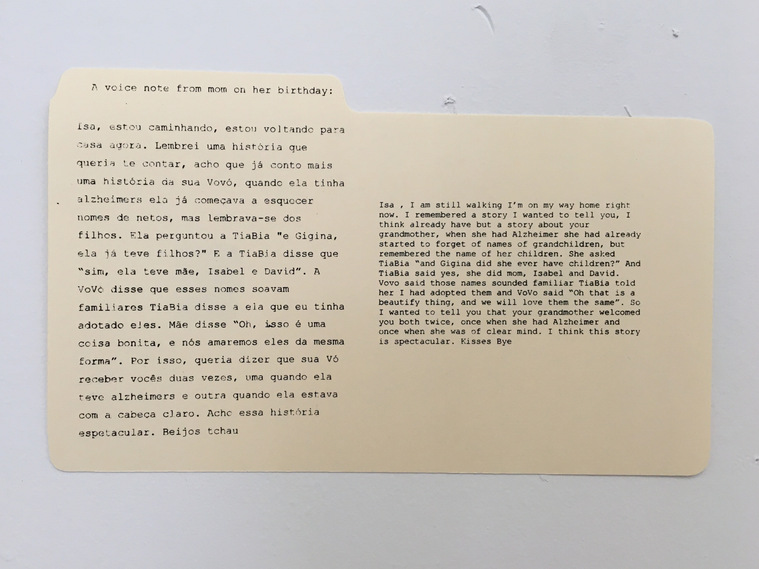 A voice note from mom on her birthday:
Isa, estou caminhando, estou voltando para
casa agora. Lembrei uma história que
queria te contar, acho que já conto mais
uma história da sua Vovó, quando ela tinha
alzheimers ela já começava a esquocer
nomes de netos, mas lembrava-se dos
filhos. Ela perguntou a TiaBia "e Gigina,
ela já teve filhos?" E a TiaBia disse que
“sim, ela teve mãe, Isabel e David”. A
VoVó disse que esses nomes soavam
familiares TiaBia disse a ela que eu tinha
adotado eles. Mãe disse “Oh, isso é uma
coisa bonita, e nós amaremos eles da mesma
forma”. Por isso, queria dizer que sua Vó
receber vocês duas vezes, uma quando ela
teve alzheimers e outra quando ela estava
com a cabeça claro. Acho essa história
espetacular. Beijos tchau
Isa , I am still walking I’m on my way home right
now. I remembered a story I wanted to tell you, I
think already have but a story about your
grandmother, when she had Alzheimer she had already
started to forget of names of grandchildren, but
remembered the name of her children. She asked
TiaBia “and Gigina did she ever have children?” And
TiaBia said yes, she did mom, Isabel and David.
Vovo said those names sounded familiar TiaBia told
her I had adopted them and VoVo said “Oh that is a
beautify thing, and we will love them the same”. So
I wanted to tell you that your grandmother welcomed
you both twice, once when she had Alzheimer and
once when she was of clear mind. I think this story
is spectacular. Kisses Bye